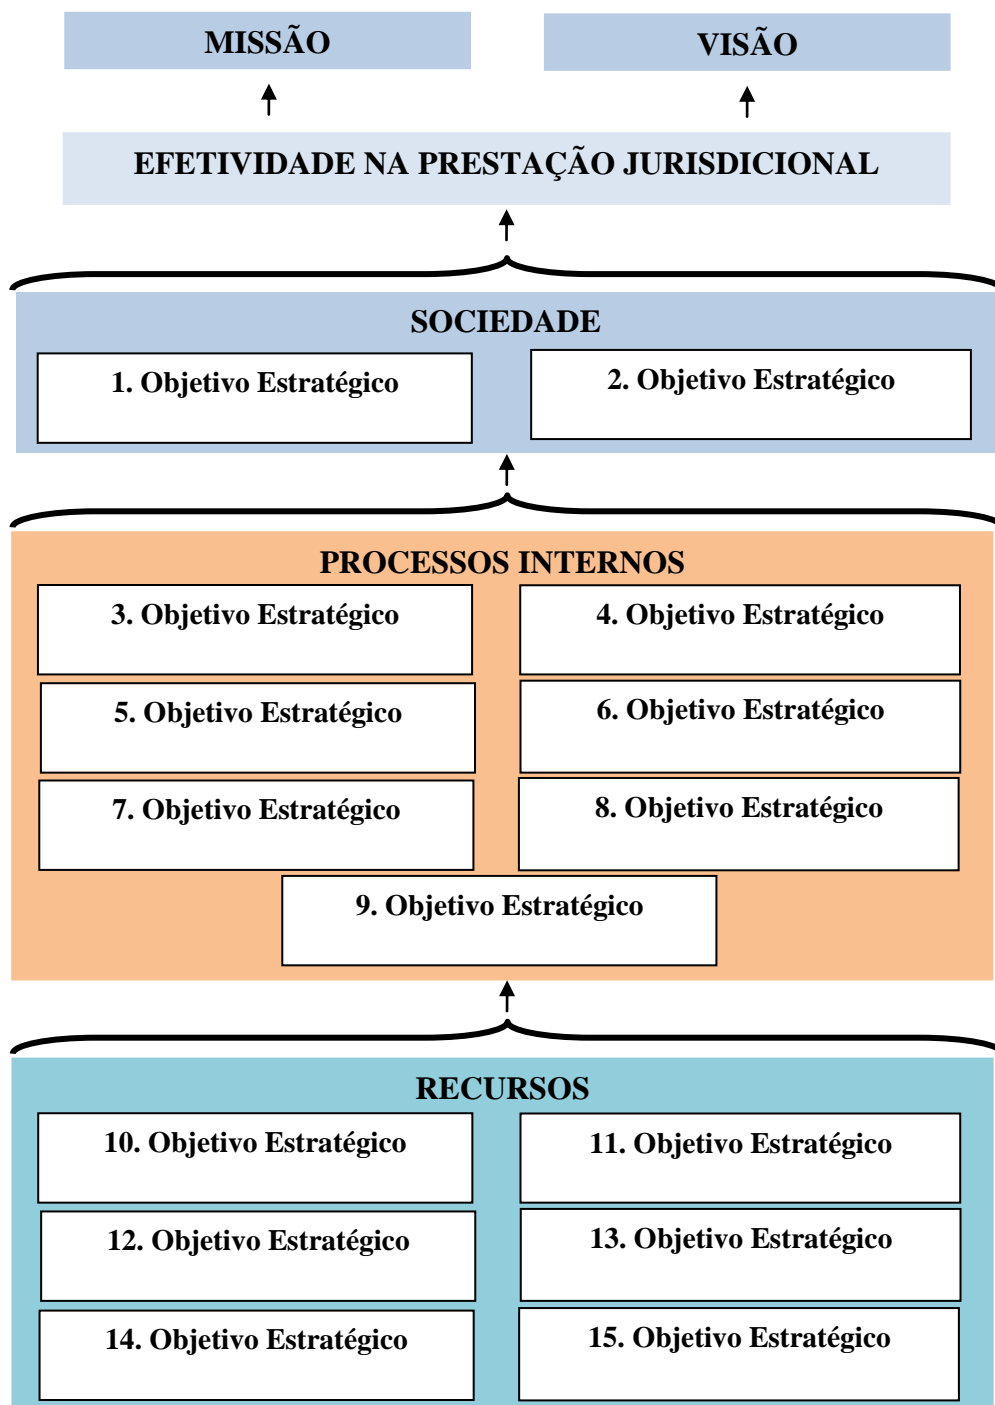 MISSÃO
VISÃO
EFETIVIDADE NA PRESTAÇÃO JURISDICIONAL
SOCIEDADE
1. Objetivo Estratégico
2. Objetivo Estratégico
PROCESSOS INTERNOS
3. Objetivo Estratégico
4. Objetivo Estratégico
5. Objetivo Estratégico
6. Objetivo Estratégico
7. Objetivo Estratégico
8. Objetivo Estratégico
9. Objetivo Estratégico
RECURSOS
10. Objetivo Estratégico
11. Objetivo Estratégico
12. Objetivo Estratégico
13. Objetivo Estratégico
14. Objetivo Estratégico
15. Objetivo Estratégico